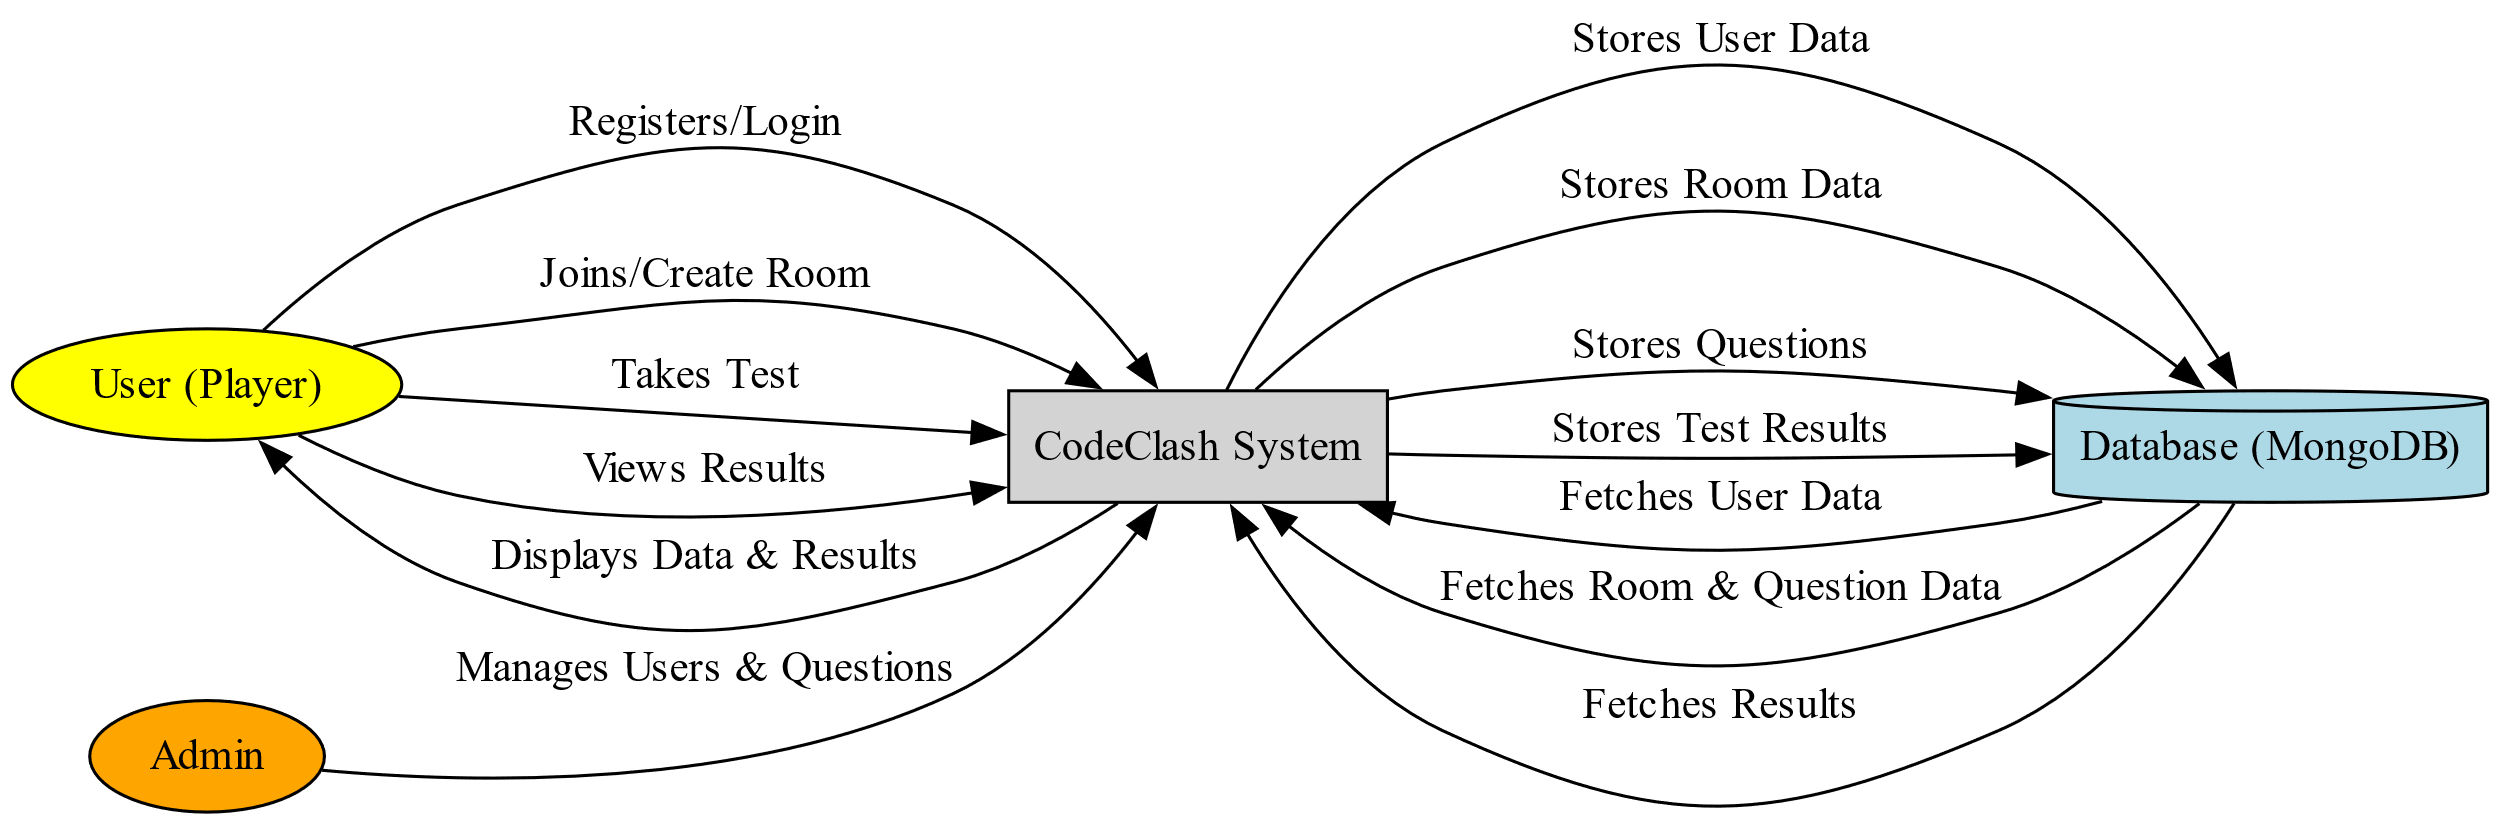 Stores User Data
Registers/Login
Stores Room Data
Joins/Create Room
Stores Questions
Takes Test
User (Player)
Stores Test Results
CodeClash System
Database (MongoDB)
Views Results
Fetches User Data
Displays Data & Results
Fetches Room & Question Data
Manages Users & Questions
Fetches Results
Admin